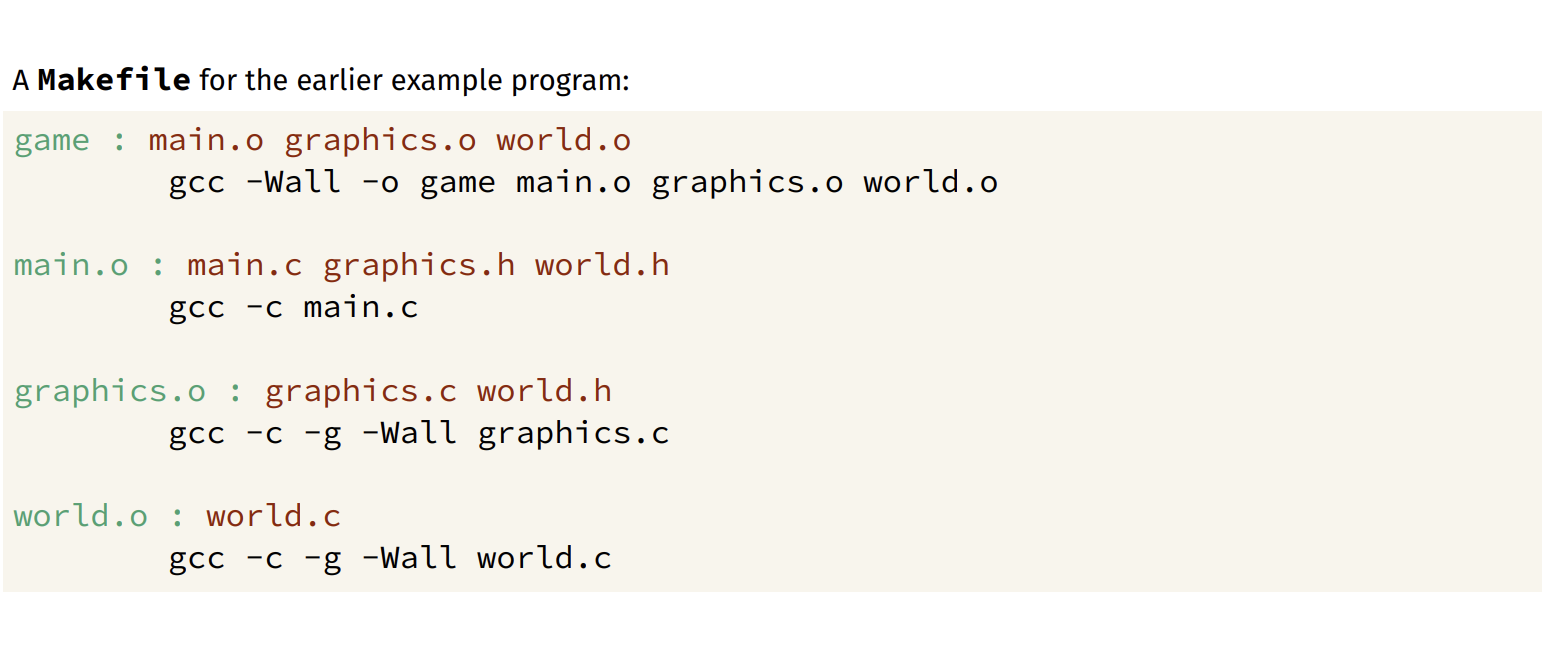 A Makefile for the earlier example program:
game : main.o graphics.o world.o
gcc -Wall -o game main.o graphics.o world.o
main.o : main.c graphics.h world.h
gcc -c main.c
graphics.o : graphics.c world.h
gcc -c -g -Wall graphics.c
world.o : world.c
gcc -c -g -Wall world.c